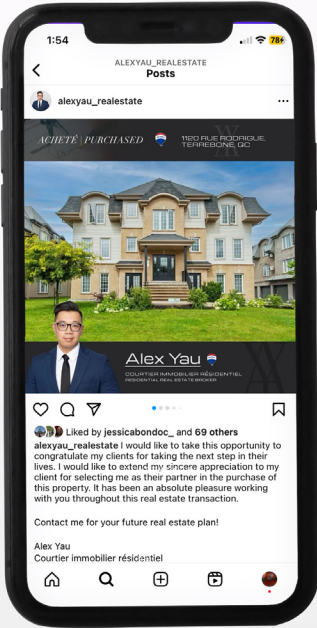 1:54
78
ALEXYAU_REALESTATE
Posts
alexyau_realestate
ACHETÉ | PURCHASED
1120 RUE RODRIGUE,
TERREBONE, QC
Alex Yau
COURTIER IMMOBILIER RÉSIDENTIEL
RESIDENTIAL REAL ESTATE BROKER
Liked by jessicabondoc_ and 69 others
alexyau_realestate I would like to take this opportunity to
congratulate my clients for taking the next step in their
lives. I would like to extend my sincere appreciation to my
client for selecting me as their partner in the purchase of
this property. It has been an absolute pleasure working
with you throughout this real estate transaction.
Contact me for your future real estate plan!
Alex Yau
Courtier immobilier résidentiel